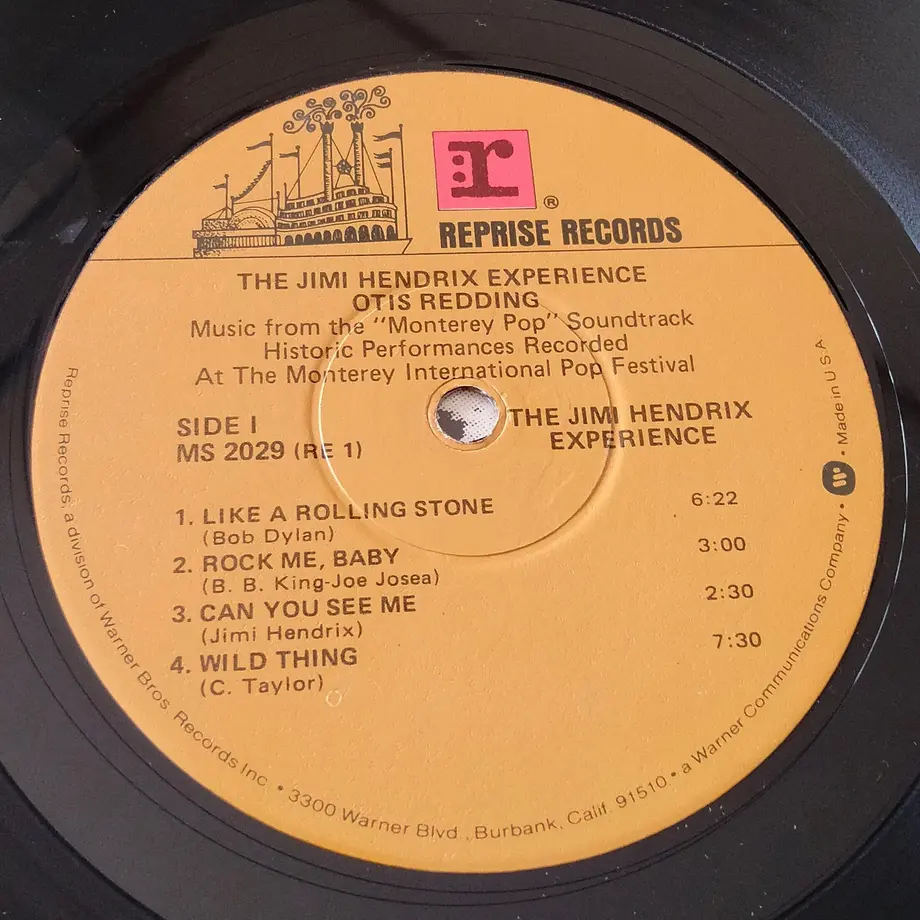 :r
®
REPRISE RECORDS
THE JIMI HENDRIX EXPERIENCE
OTIS REDDING
Music from the "Monterey Pop" Soundtrack
Historic Performances Recorded
At The Monterey International Pop Festival
SIDE I
MS 2029 (RE 1)
THE JIMI HENDRIX
EXPERIENCE
1. LIKE A ROLLING STONE 6:22
(Bob Dylan)
2. ROCK ME, BABY 3:00
(B. B. King-Joe Josea)
3. CAN YOU SEE ME 2:30
(Jimi Hendrix)
4. WILD THING 7:30
(C. Taylor)
Reprise Records, a division of Warner Bros. Records Inc. • 3300 Warner Blvd., Burbank, Calif. 91510 • a Warner Communications Company • W • Made in U.S.A.